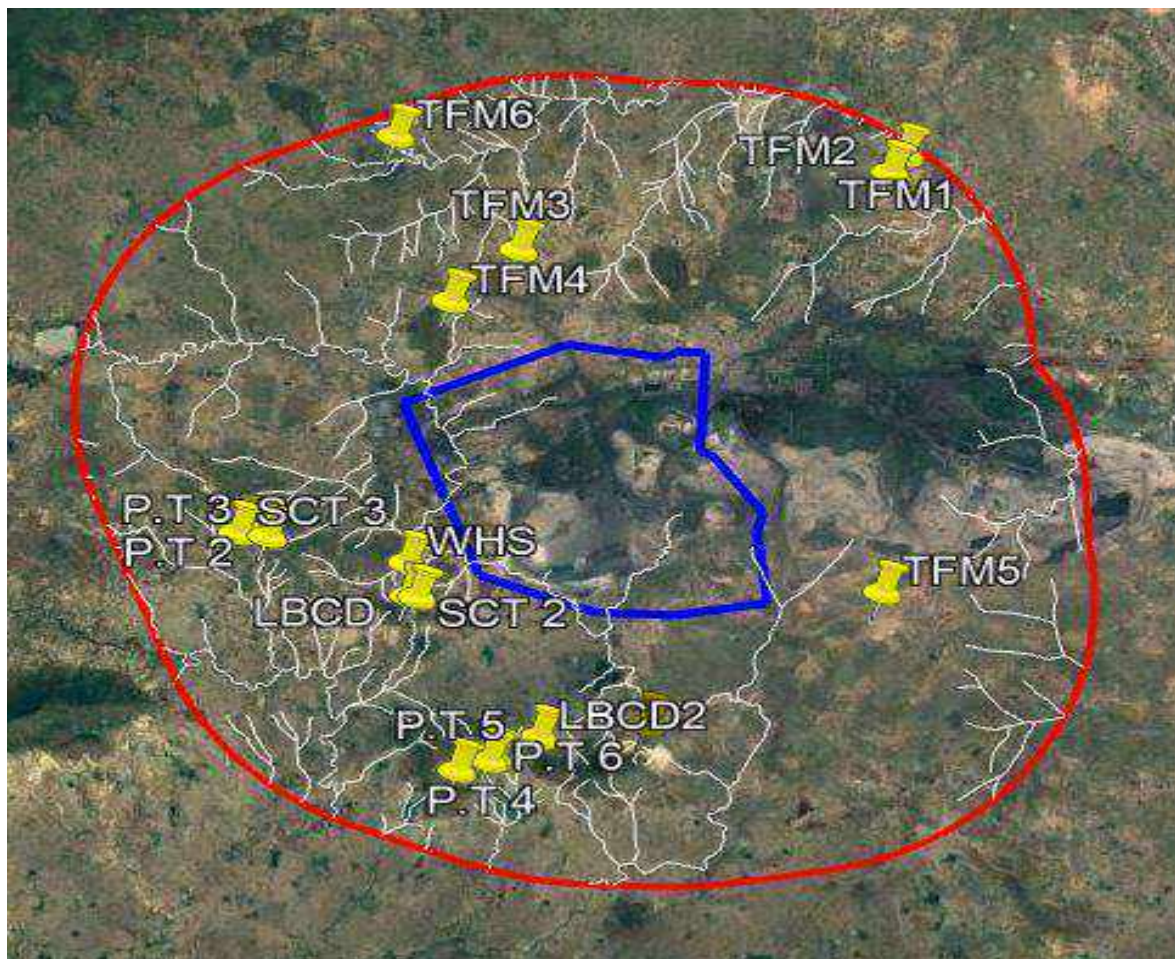 TFM6
TFM2
TFM1
TFM3
TFM4
P.T 3 SCT 3
P.T 2
WHS
TFM5
LBCD SCT 2
P.T 5 LBCD2
P.T 6
P.T 4